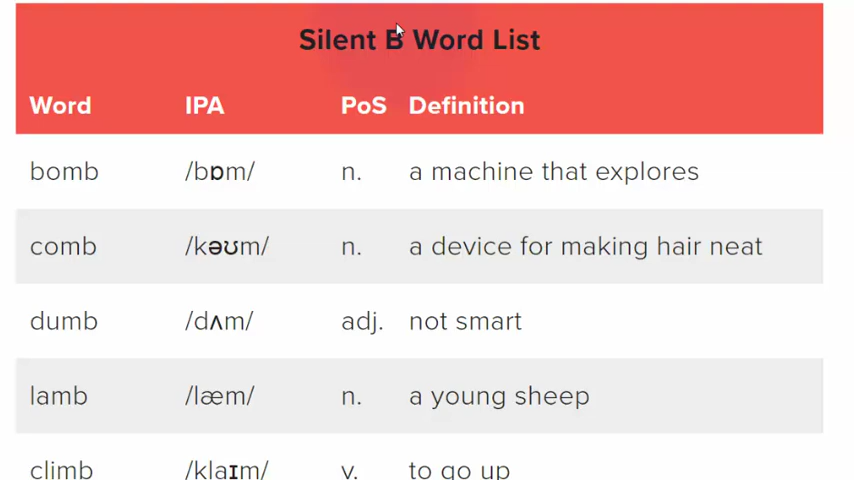 Silent B Word List
Word IPA PoS Definition
bomb /bɒm/ n. a machine that explores
comb /kəʊm/ n. a device for making hair neat
dumb /dʌm/ adj. not smart
lamb /læm/ n. a young sheep
climb /klaɪm/ v. to go up